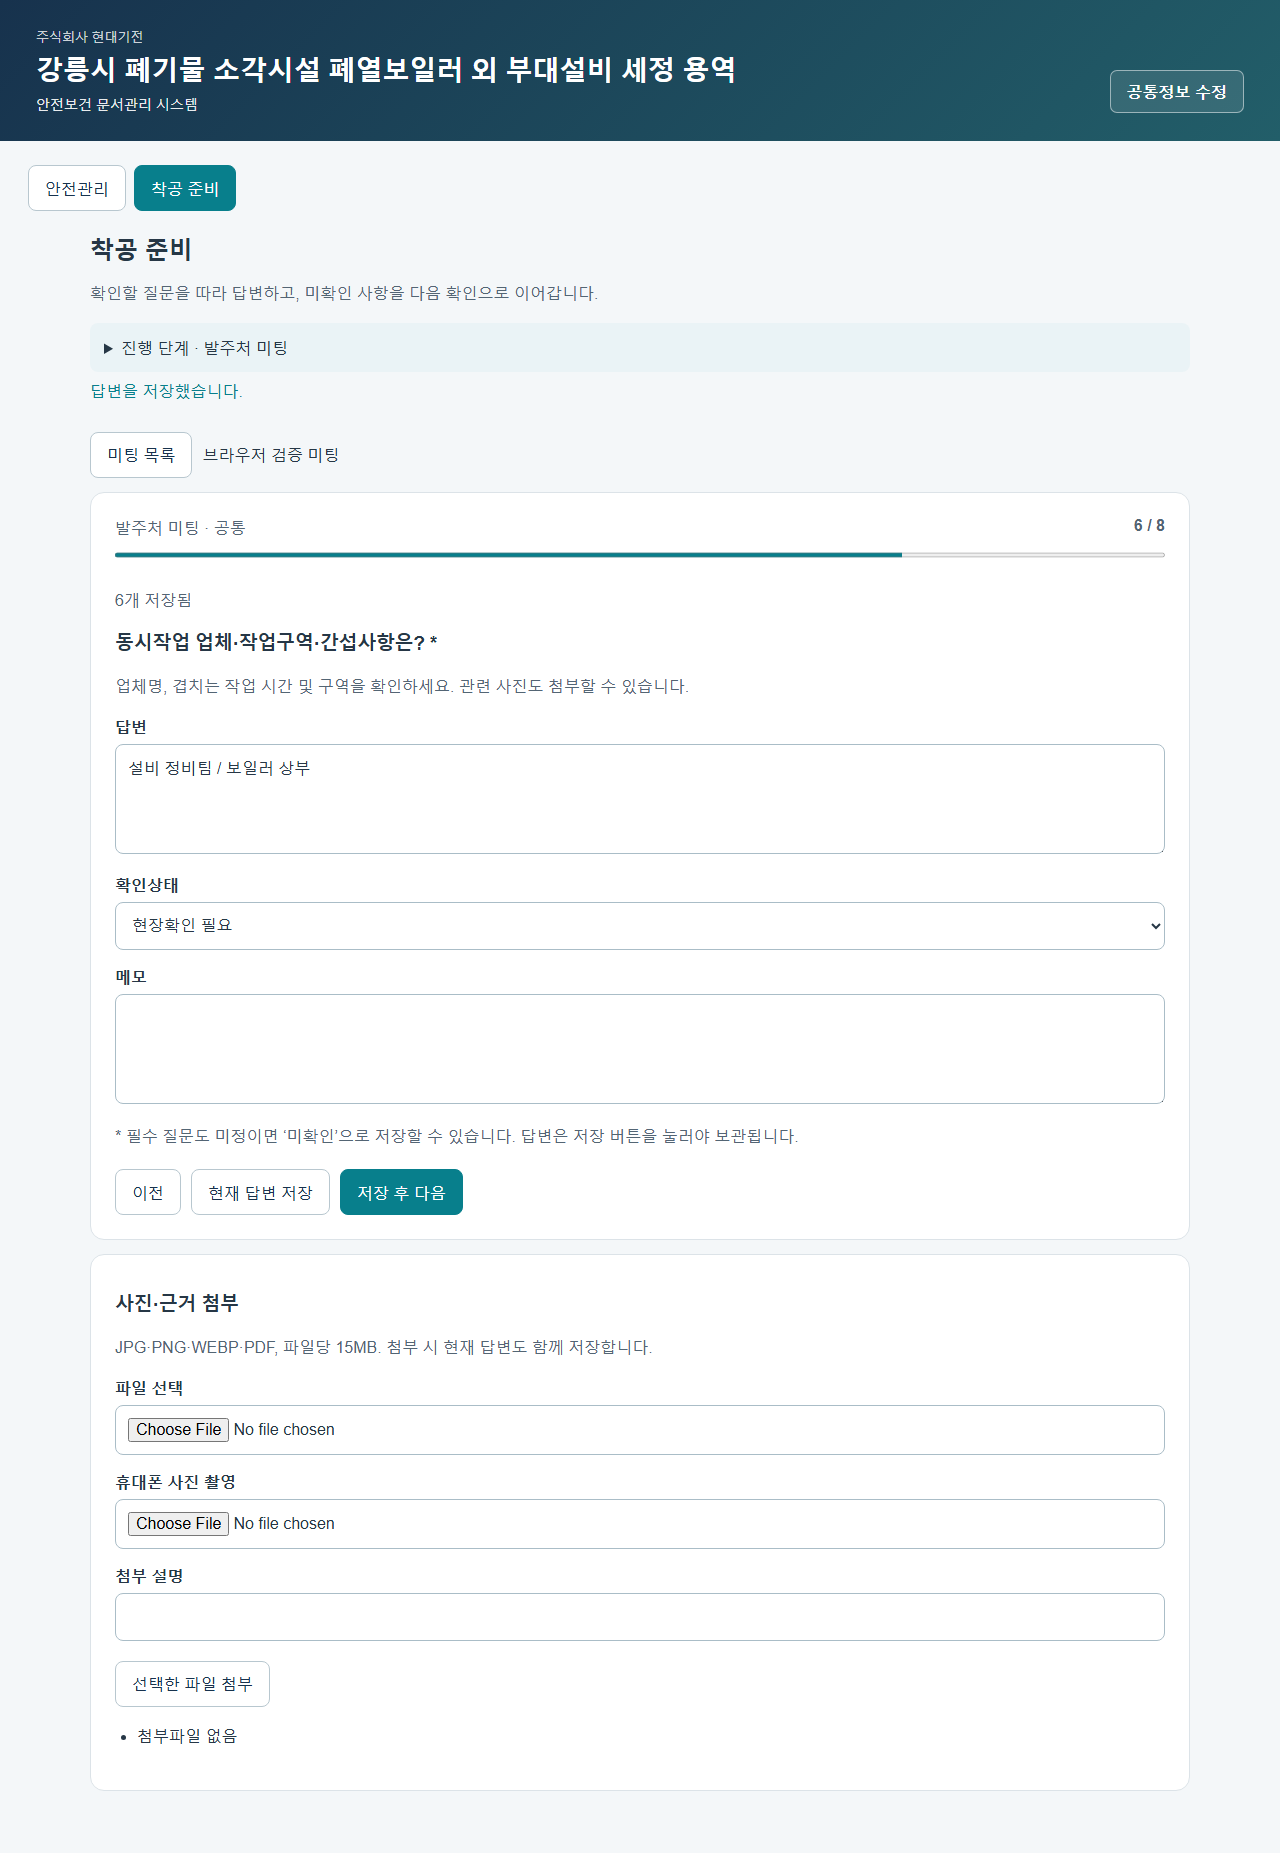 주식회사 현대기전
강릉시 폐기물 소각시설 폐열보일러 외 부대설비 세정 용역
안전보건 문서관리 시스템
공통정보 수정
안전관리
착공 준비
착공 준비
확인할 질문을 따라 답변하고, 미확인 사항을 다음 확인으로 이어갑니다.
▶ 진행 단계 · 발주처 미팅
답변을 저장했습니다.
미팅 목록
브라우저 검증 미팅
발주처 미팅 · 공통
6 / 8
6개 저장됨
동시작업 업체·작업구역·간섭사항은? *
업체명, 겹치는 작업 시간 및 구역을 확인하세요. 관련 사진도 첨부할 수 있습니다.
답변
설비 정비팀 / 보일러 상부
확인상태
현장확인 필요
메모
* 필수 질문도 미정이면 ‘미확인’으로 저장할 수 있습니다. 답변은 저장 버튼을 눌러야 보관됩니다.
이전
현재 답변 저장
저장 후 다음
사진·근거 첨부
JPG·PNG·WEBP·PDF, 파일당 15MB. 첨부 시 현재 답변도 함께 저장합니다.
파일 선택
Choose File No file chosen
휴대폰 사진 촬영
Choose File No file chosen
첨부 설명
선택한 파일 첨부
• 첨부파일 없음